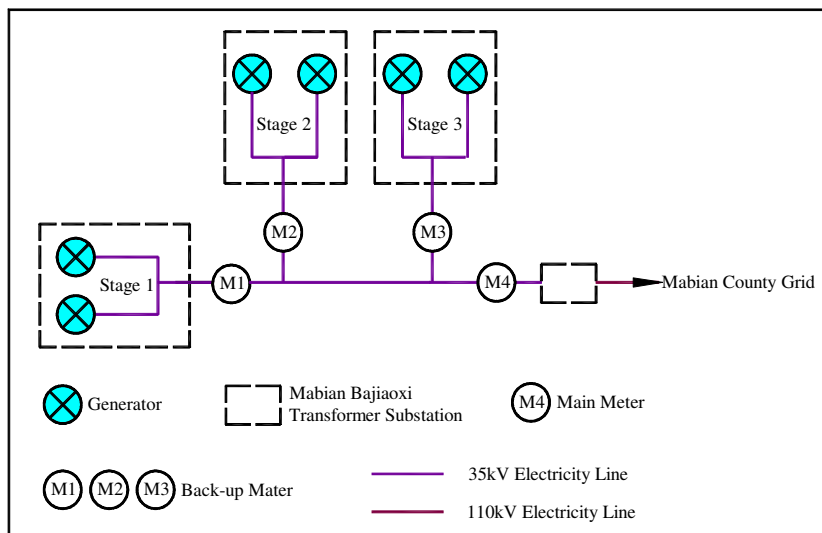 Stage 2
Stage 3
M2
M3
Stage 1
M1
M4
Mabian County Grid
Generator
Mabian Bajiaoxi
Transformer Substation
M4 Main Meter
M1 M2 M3 Back-up Mater
35kV Electricity Line
110kV Electricity Line